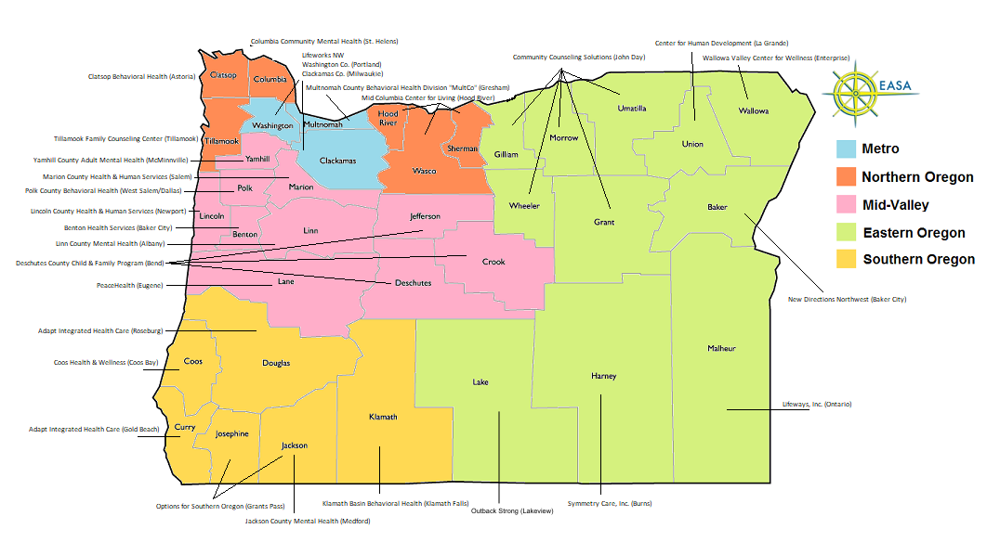 Columbia Community Mental Health (St. Helens)
Center for Human Development (La Grande)
Lifeworks NW
Washington Co. (Portland)
Clackamas Co. (Milwaukie)
Community Counseling Solutions (John Day)
Wallowa Valley Center for Wellness (Enterprise)
Clatsop Behavioral Health (Astoria)
Multnomah County Behavioral Health Division "MultCo" (Gresham)
Mid-Columbia Center for Living (Hood River)
EASA
Clatsop
Columbia
Washington
Multnomah
Hood
River
Umatilla
Wallowa
Tillamook Family Counseling Center (Tillamook)
Tillamook
Clackamas
Sherman
Gilliam
Morrow
Union
Metro
Yamhill County Adult Mental Health (McMinnville)
Yamhill
Wasco
Marion County Health & Human Services (Salem)
Northern Oregon
Polk County Behavioral Health (West Salem/Dallas)
Polk
Marion
Mid-Valley
Lincoln County Health & Human Services (Newport)
Lincoln
Jefferson
Wheeler
Grant
Baker
Benton Health Services (Baker City)
Benton
Linn
Eastern Oregon
Linn County Mental Health (Albany)
Deschutes County Child & Family Program (Bend)
Crook
Southern Oregon
PeaceHealth (Eugene)
Lane
Deschutes
New Directions Northwest (Baker City)
Adapt Integrated Health Care (Roseburg)
Coos Health & Wellness (Coos Bay)
Coos
Douglas
Malheur
Lake
Harney
Klamath
Lifeways, Inc. (Ontario)
Adapt Integrated Health Care (Gold Beach)
Curry
Josephine
Jackson
Options for Southern Oregon (Grants Pass)
Klamath Basin Behavioral Health (Klamath Falls)
Outback Strong (Lakeview)
Symmetry Care, Inc. (Burns)
Jackson County Mental Health (Medford)